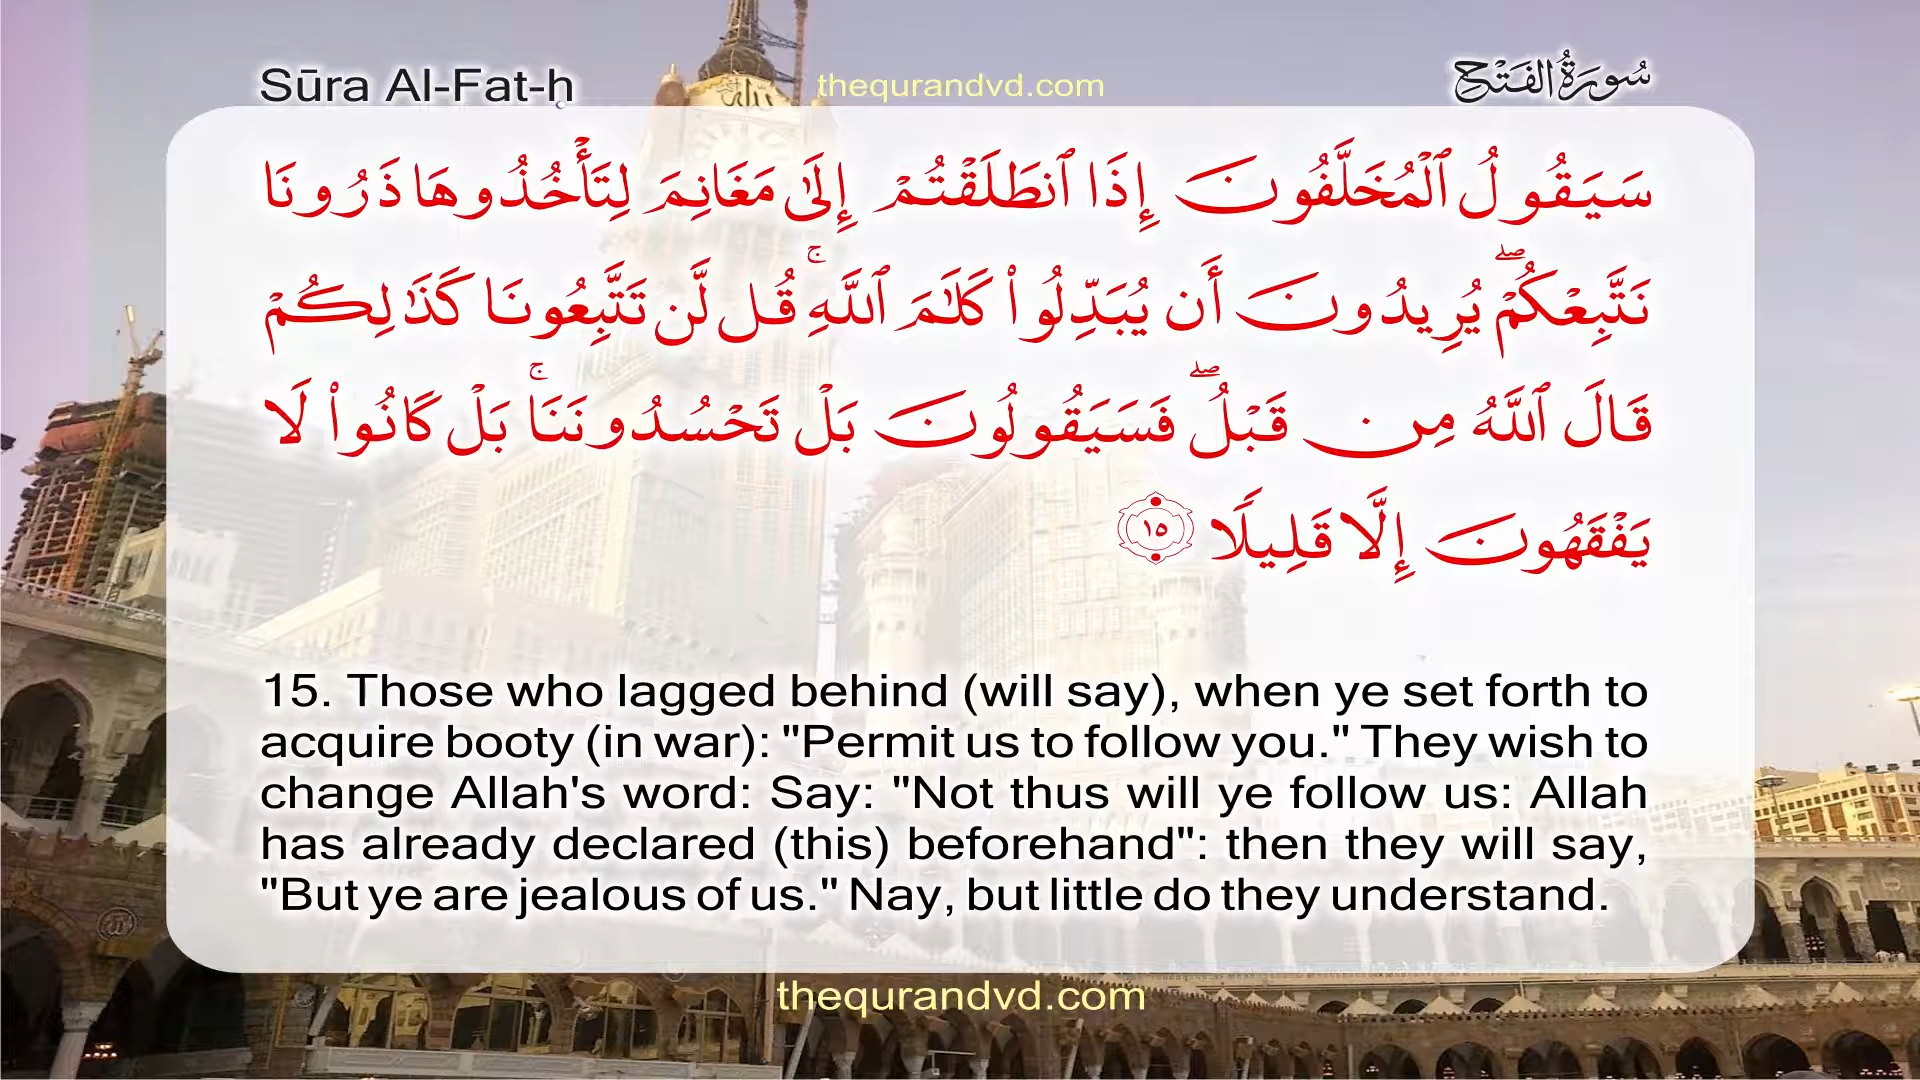 Sūra Al-Fat-ḥ
thequrandvd.com
سُورَةُ الفَتْح
سَيَقُولُ ٱلْمُخَلَّفُونَ إِذَا ٱنطَلَقْتُمْ إِلَىٰ مَغَانِمَ لِتَأْخُذُوهَا ذَرُونَا
نَتَّبِعْكُمْ ۖ يُرِيدُونَ أَن يُبَدِّلُوا۟ كَلَـٰمَ ٱللَّهِ ۚ قُل لَّن تَتَّبِعُونَا كَذَٰلِكُمْ
قَالَ ٱللَّهُ مِن قَبْلُ ۖ فَسَيَقُولُونَ بَلْ تَحْسُدُونَنَا ۚ بَلْ كَانُوا۟ لَا
يَفْقَهُونَ إِلَّا قَلِيلًا ١٥
15. Those who lagged behind (will say), when ye set forth to
acquire booty (in war): "Permit us to follow you." They wish to
change Allah's word: Say: "Not thus will ye follow us: Allah
has already declared (this) beforehand": then they will say,
"But ye are jealous of us." Nay, but little do they understand.
thequrandvd.com